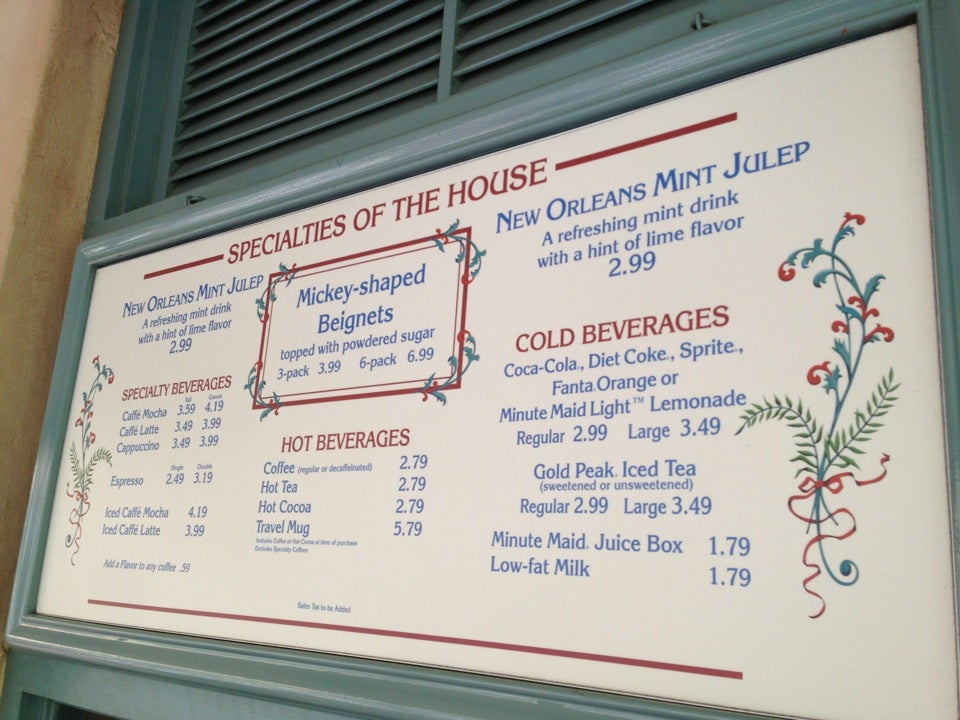 SPECIALTIES OF THE HOUSE
NEW ORLEANS MINT JULEP
A refreshing mint drink
with a hint of lime flavor
2.99
SPECIALTY BEVERAGES
Tall Grande
Caffé Mocha 3.59 4.19
Caffé Latte 3.49 3.99
Cappuccino 3.49 3.99
Single Double
Espresso 2.49 3.19
Iced Caffé Mocha 4.19
Iced Caffé Latte 3.99
Add a Flavor to any coffee .59
Mickey-shaped
Beignets
topped with powdered sugar
3-pack 3.99 6-pack 6.99
HOT BEVERAGES
Coffee (regular or decaffeinated) 2.79
Hot Tea 2.79
Hot Cocoa 2.79
Travel Mug 5.79
Includes Coffee or Hot Cocoa at time of purchase
Excludes Specialty Coffees
Sales Tax to be Added
NEW ORLEANS MINT JULEP
A refreshing mint drink
with a hint of lime flavor
2.99
COLD BEVERAGES
Coca-Cola®, Diet Coke®, Sprite®,
Fanta® Orange or
Minute Maid Light™ Lemonade
Regular 2.99 Large 3.49
Gold Peak® Iced Tea
(sweetened or unsweetened)
Regular 2.99 Large 3.49
Minute Maid® Juice Box 1.79
Low-fat Milk 1.79